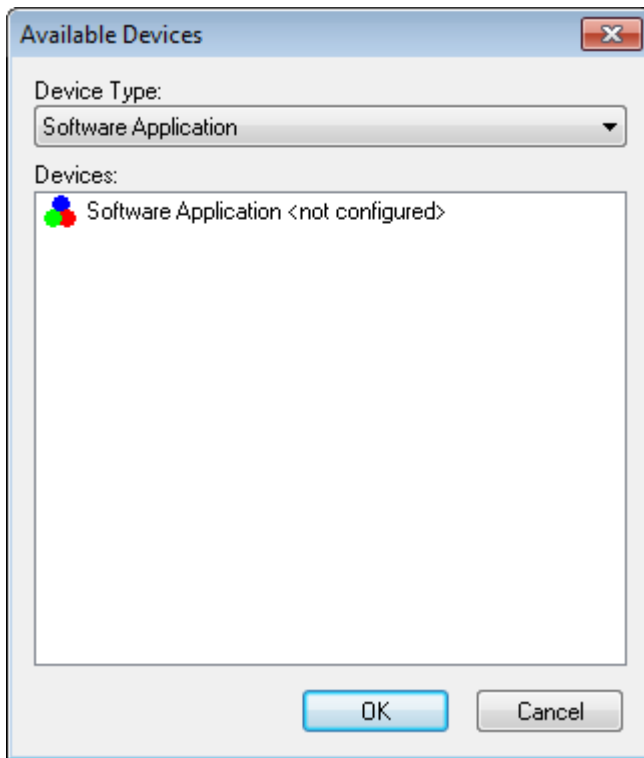 Available Devices
Device Type:
Software Application
Devices:
Software Application <not configured>
OK Cancel